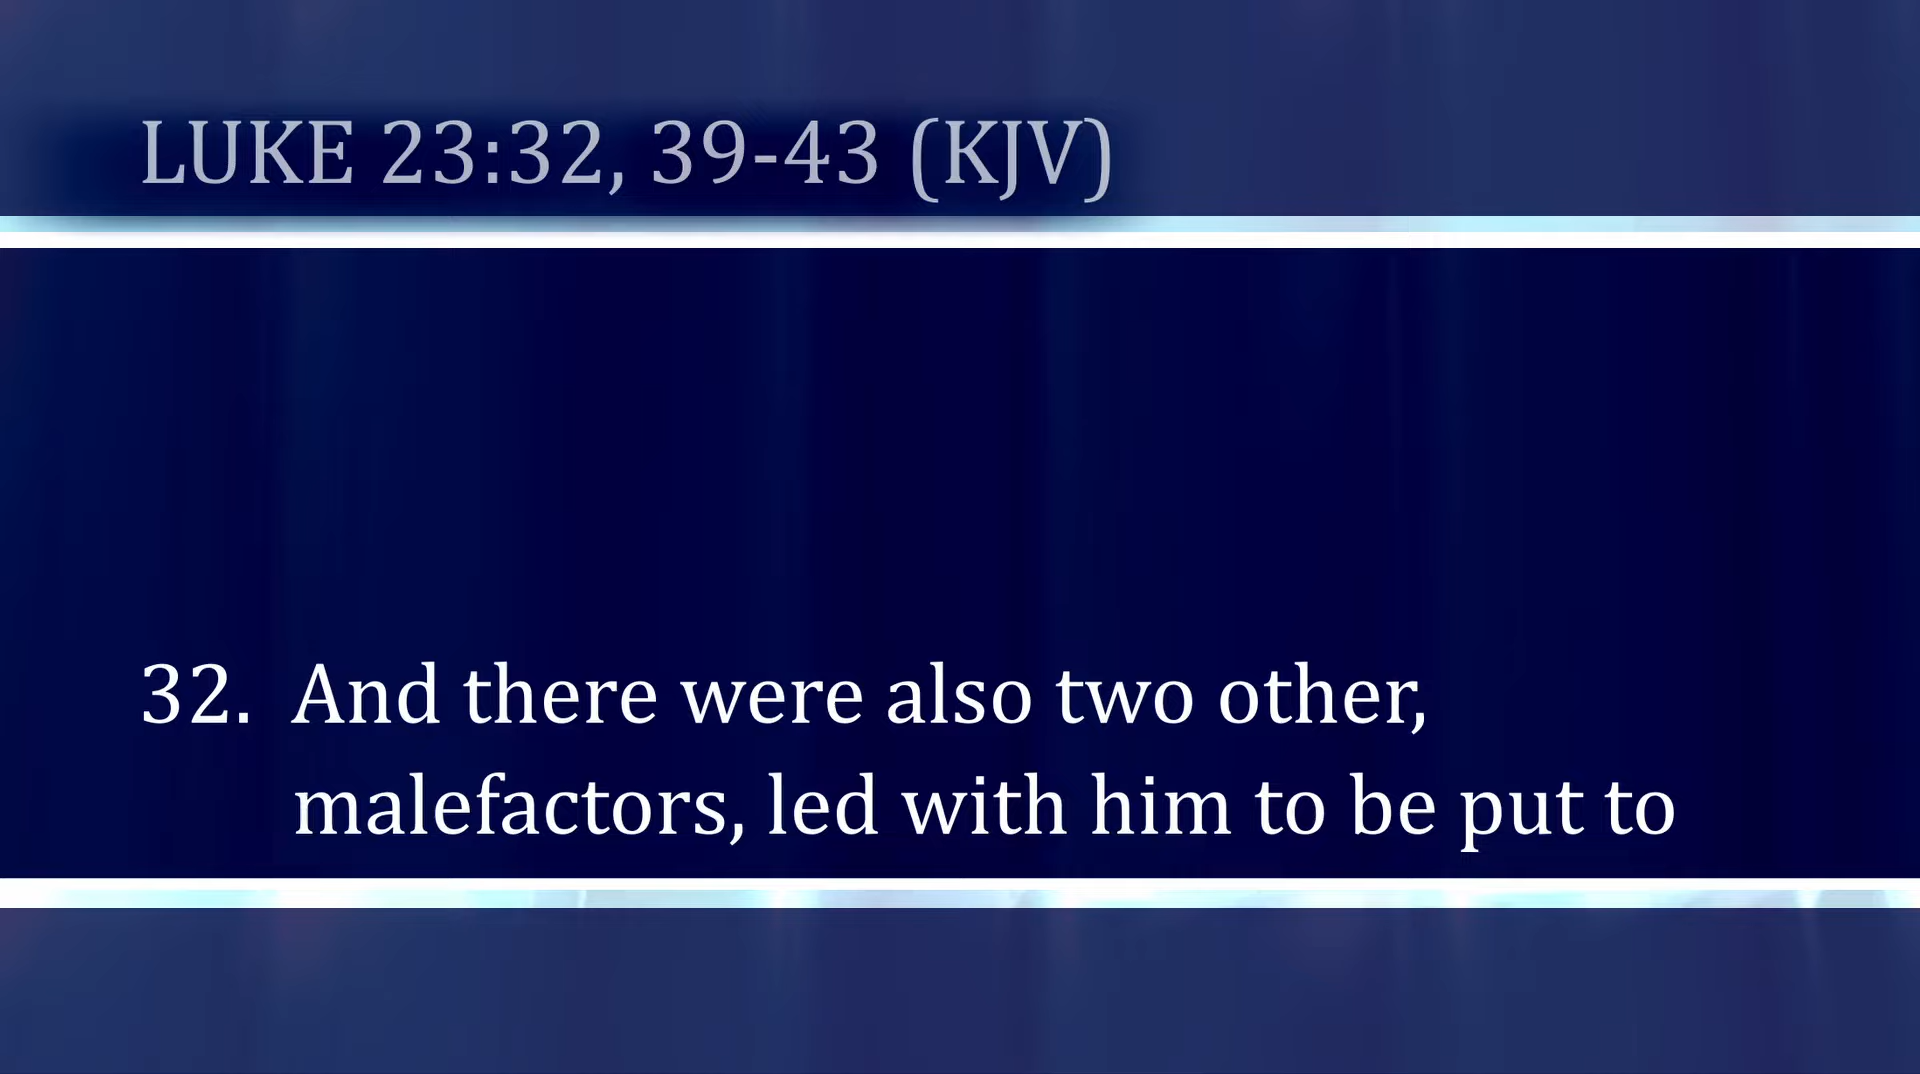 LUKE 23:32, 39-43 (KJV)
32. And there were also two other,
malefactors, led with him to be put to